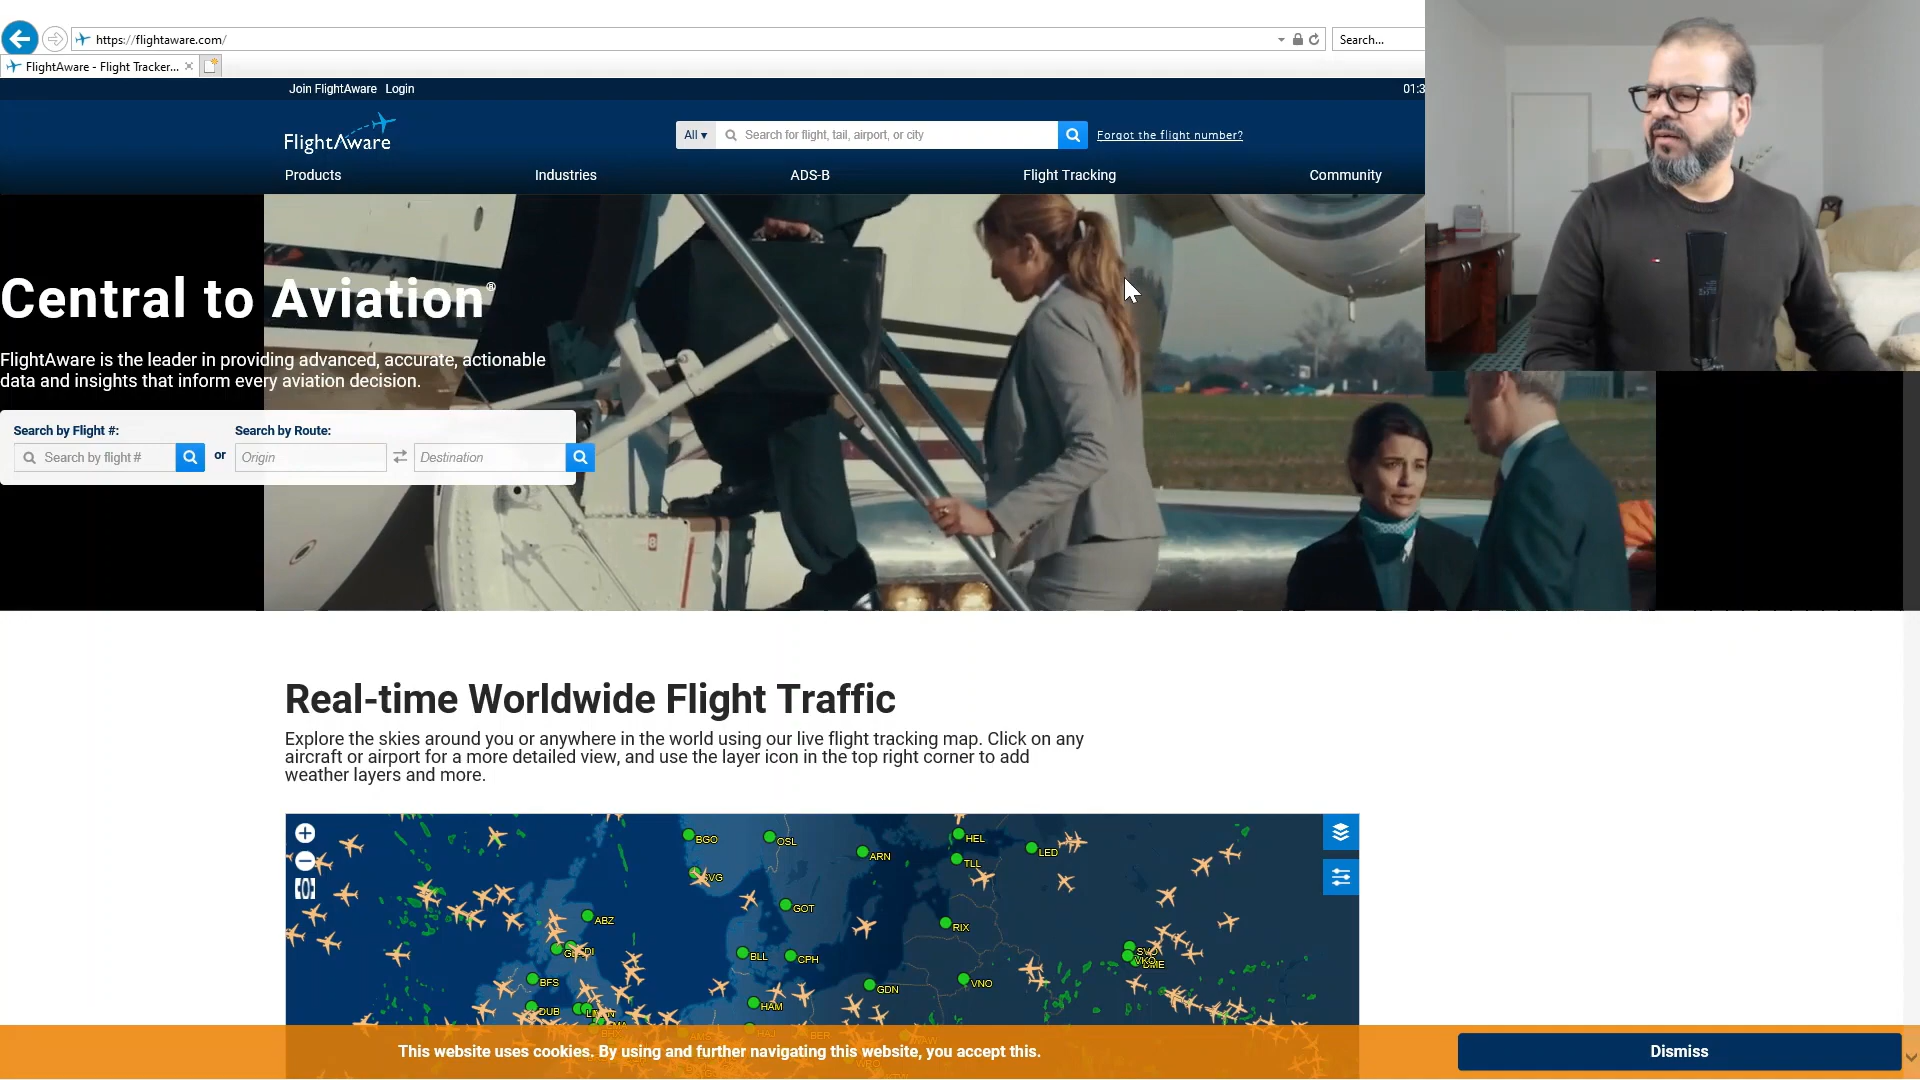 https://flightaware.com/
Search...
FlightAware - Flight Tracker...
Join FlightAware Login
01:3
FlightAware
All ▾ Search for flight, tail, airport, or city
Forgot the flight number?
Products Industries ADS-B Flight Tracking Community
Central to Aviation®
FlightAware is the leader in providing advanced, accurate, actionable
data and insights that inform every aviation decision.
Search by Flight #: Search by Route:
Search by flight # or Origin Destination
Real-time Worldwide Flight Traffic
Explore the skies around you or anywhere in the world using our live flight tracking map. Click on any
aircraft or airport for a more detailed view, and use the layer icon in the top right corner to add
weather layers and more.
BGO OSL HEL
ARN LED
TLL
SVG
GOT
ABZ
RIX
BLL CPH
VKO DME
BFS VNO
GDN
HAM
DUB
This website uses cookies. By using and further navigating this website, you accept this.
Dismiss